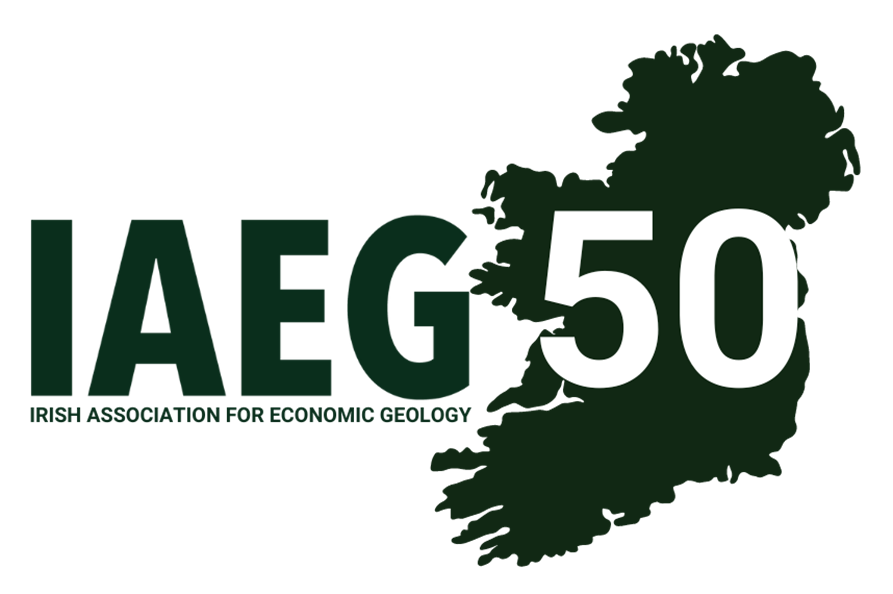 IAEG 50
IRISH ASSOCIATION FOR ECONOMIC GEOLOGY